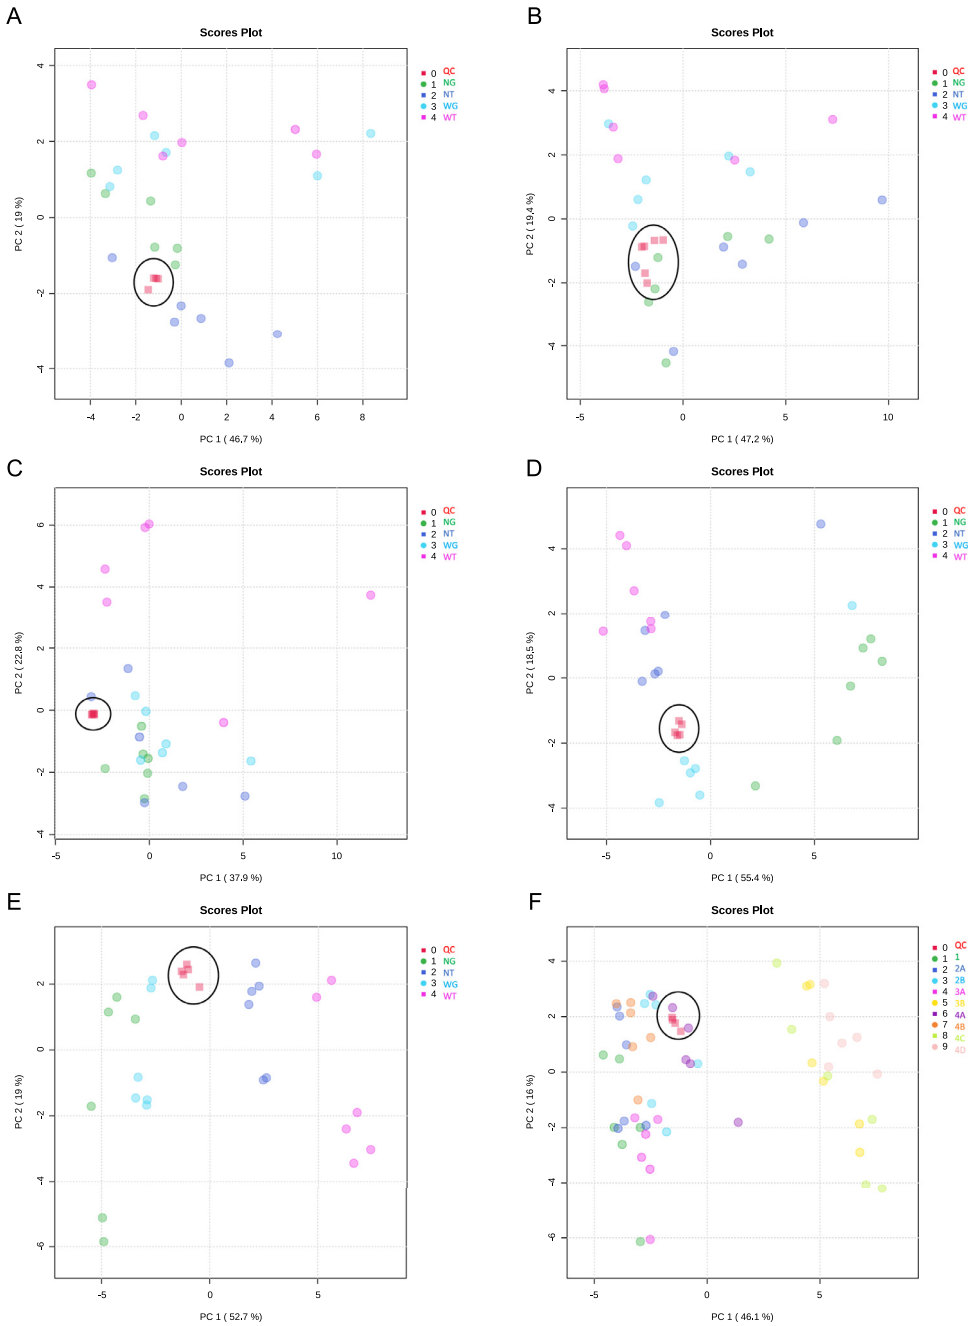 A
Scores Plot
4
2
0
-2
-4
PC 2 ( 19 %)
-4 -2 0 2 4 6 8
PC 1 ( 46.7 %)
0 QC
1 NG
2 NT
3 WG
4 WT
B
Scores Plot
4
2
0
-2
-4
PC 2 ( 19.4 %)
-5 0 5 10
PC 1 ( 47.2 %)
0 QC
1 NG
2 NT
3 WG
4 WT
C
Scores Plot
6
4
2
0
-2
-4
PC 2 ( 22.8 %)
-5 0 5 10
PC 1 ( 37.9 %)
0 QC
1 NG
2 NT
3 WG
4 WT
D
Scores Plot
4
2
0
-2
-4
PC 2 ( 18.5 %)
-5 0 5
PC 1 ( 55.4 %)
0 QC
1 NG
2 NT
3 WG
4 WT
E
Scores Plot
2
0
-2
-4
-6
PC 2 ( 19 %)
-5 0 5
PC 1 ( 52.7 %)
0 QC
1 NG
2 NT
3 WG
4 WT
F
Scores Plot
4
2
0
-2
-4
-6
PC 2 ( 16 %)
-5 0 5
PC 1 ( 46.1 %)
0 QC
1 1
2 2A
3 2B
4 3A
5 3B
6 4A
7 4B
8 4C
9 4D